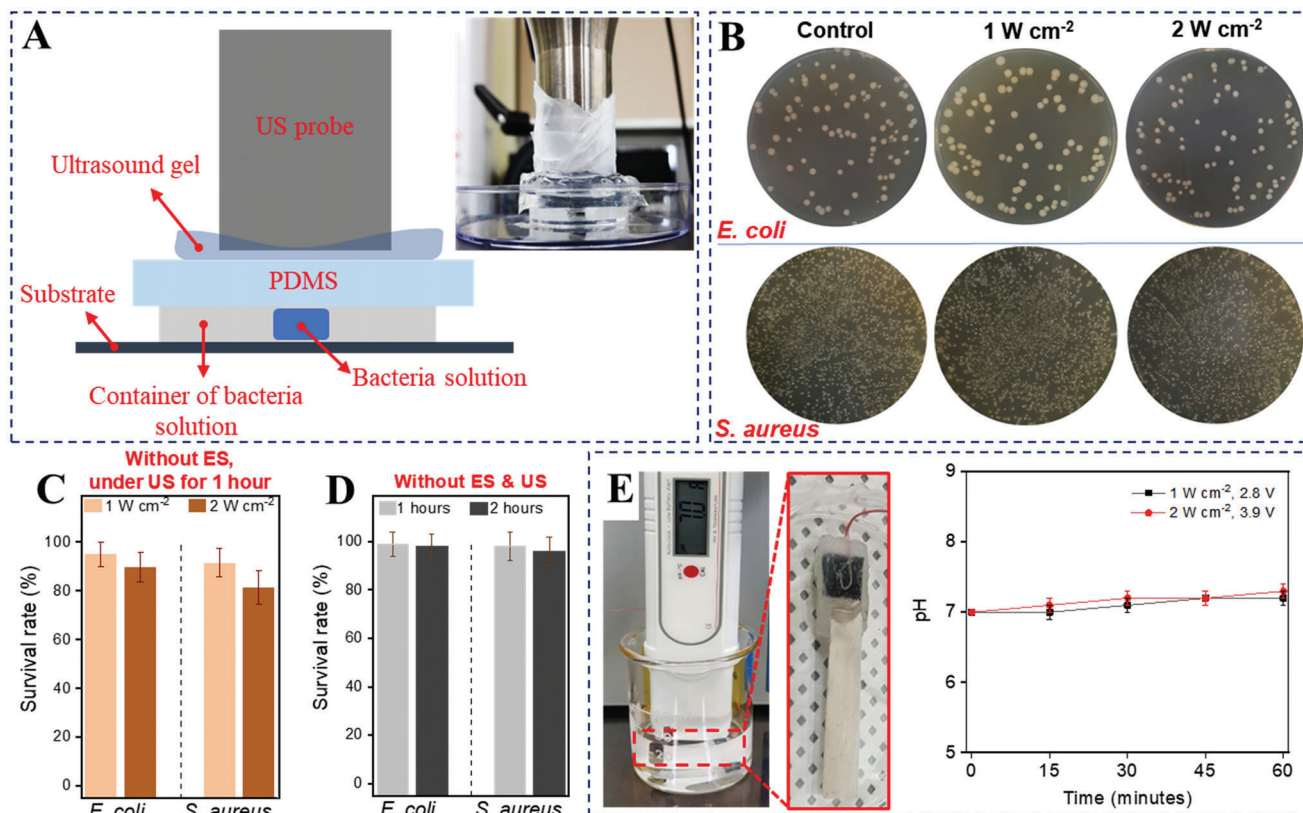 A
US probe
Ultrasound gel
PDMS
Substrate
Bacteria solution
Container of bacteria
solution
B
Control
1 W cm-2
2 W cm-2
E. coli
S. aureus
C
Without ES,
under US for 1 hour
1 W cm-2
2 W cm-2
Survival rate (%)
100
80
60
40
20
0
E. coli
S. aureus
D
Without ES & US
1 hours
2 hours
Survival rate (%)
100
80
60
40
20
0
E. coli
S. aureus
E
CAL
1 W cm-2, 2.8 V
2 W cm-2, 3.9 V
pH
9
8
7
6
5
0
15
30
45
60
Time (minutes)